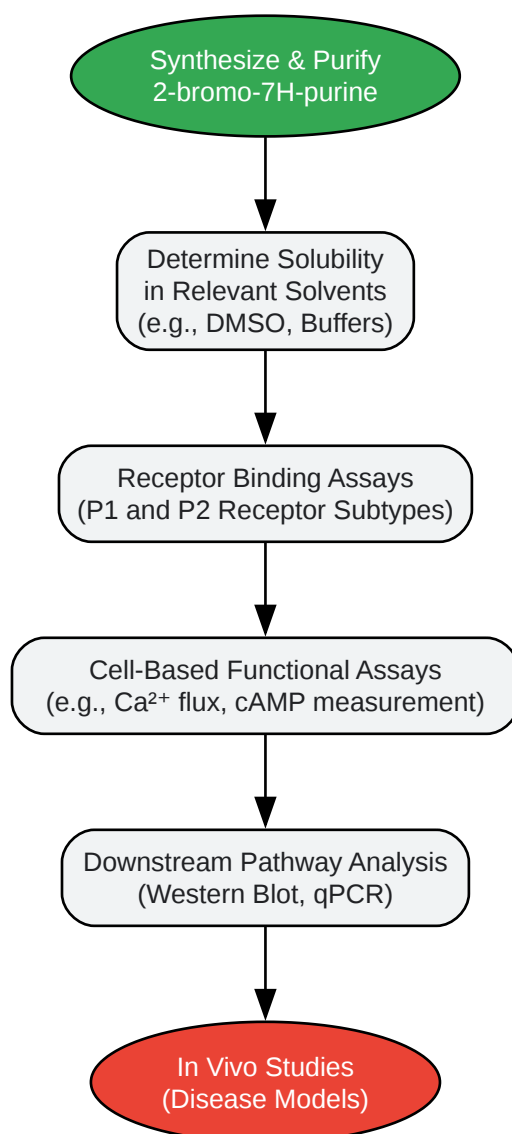 Synthesize & Purify
2-bromo-7H-purine
Determine Solubility
in Relevant Solvents
(e.g., DMSO, Buffers)
Receptor Binding Assays
(P1 and P2 Receptor Subtypes)
Cell-Based Functional Assays
(e.g., Ca²⁺ flux, cAMP measurement)
Downstream Pathway Analysis
(Western Blot, qPCR)
In Vivo Studies
(Disease Models)